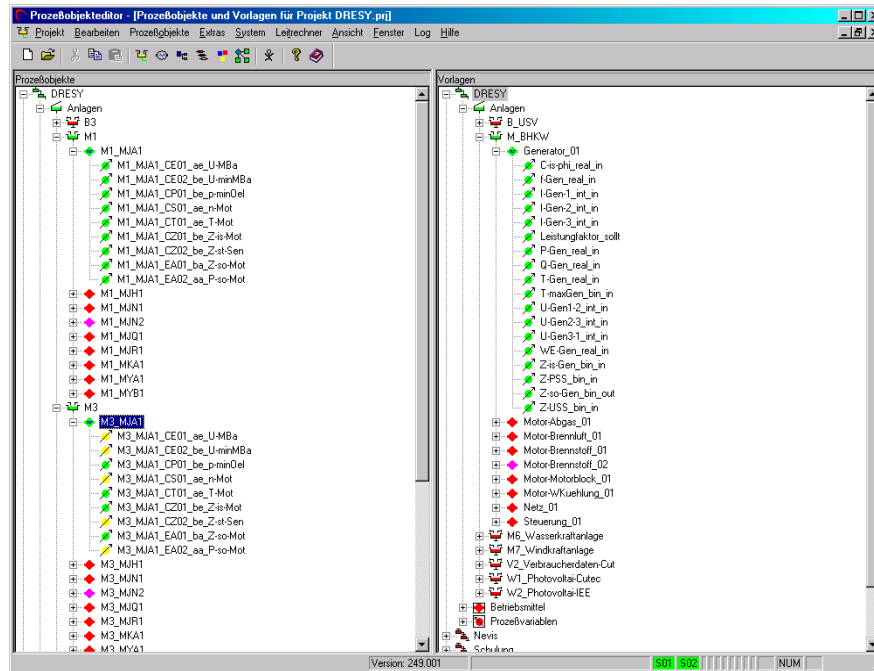 Prozeßobjekteditor - [Prozeßobjekte und Vorlagen für Projekt DRESY.prj]
Projekt Bearbeiten Prozeßobjekte Extras System Leitrechner Ansicht Fenster Log Hilfe
Prozeßobjekte
DRESY
Anlagen
B3
M1
M1_MJA1
M1_MJA1_CE01_ae_U-MBa
M1_MJA1_CE02_be_U-minMBa
M1_MJA1_CP01_be_p-minOel
M1_MJA1_CS01_ae_n-Mot
M1_MJA1_CT01_ae_T-Mot
M1_MJA1_CZ01_be_Z-is-Mot
M1_MJA1_CZ02_be_Z-st-Sen
M1_MJA1_EA01_ba_Z-so-Mot
M1_MJA1_EA02_aa_P-so-Mot
M1_MJH1
M1_MJN1
M1_MJN2
M1_MJQ1
M1_MJR1
M1_MKA1
M1_MYA1
M1_MYB1
M3
M3_MJA1
M3_MJA1_CE01_ae_U-MBa
M3_MJA1_CE02_be_U-minMBa
M3_MJA1_CP01_be_p-minOel
M3_MJA1_CS01_ae_n-Mot
M3_MJA1_CT01_ae_T-Mot
M3_MJA1_CZ01_be_Z-is-Mot
M3_MJA1_CZ02_be_Z-st-Sen
M3_MJA1_EA01_ba_Z-so-Mot
M3_MJA1_EA02_aa_P-so-Mot
M3_MJH1
M3_MJN1
M3_MJN2
M3_MJQ1
M3_MJR1
M3_MKA1
M3_MYA1
Vorlagen
DRESY
Anlagen
B_USV
M_BHKW
Generator_01
C-is-phi_real_in
f-Gen_real_in
I-Gen-1_int_in
I-Gen-2_int_in
I-Gen-3_int_in
Leistungfaktor_sollt
P-Gen_real_in
Q-Gen_real_in
T-Gen_real_in
T-maxGen_bin_in
U-Gen1-2_int_in
U-Gen2-3_int_in
U-Gen3-1_int_in
WE-Gen_real_in
Z-is-Gen_bin_in
Z-PSS_bin_in
Z-so-Gen_bin_out
Z-USS_bin_in
Motor-Abgas_01
Motor-Brennluft_01
Motor-Brennstoff_01
Motor-Brennstoff_02
Motor-Motorblock_01
Motor-WKuehlung_01
Netz_01
Steuerung_01
M6_Wasserkraftanlage
M7_Windkraftanlage
V2_Verbraucherdaten-Cut
W1_Photovoltai-Cutec
W2_Photovoltai-IEE
Betriebsmittel
Prozeßvariablen
Nevis
Schulung
Version: 249.001
S01 S02
NUM